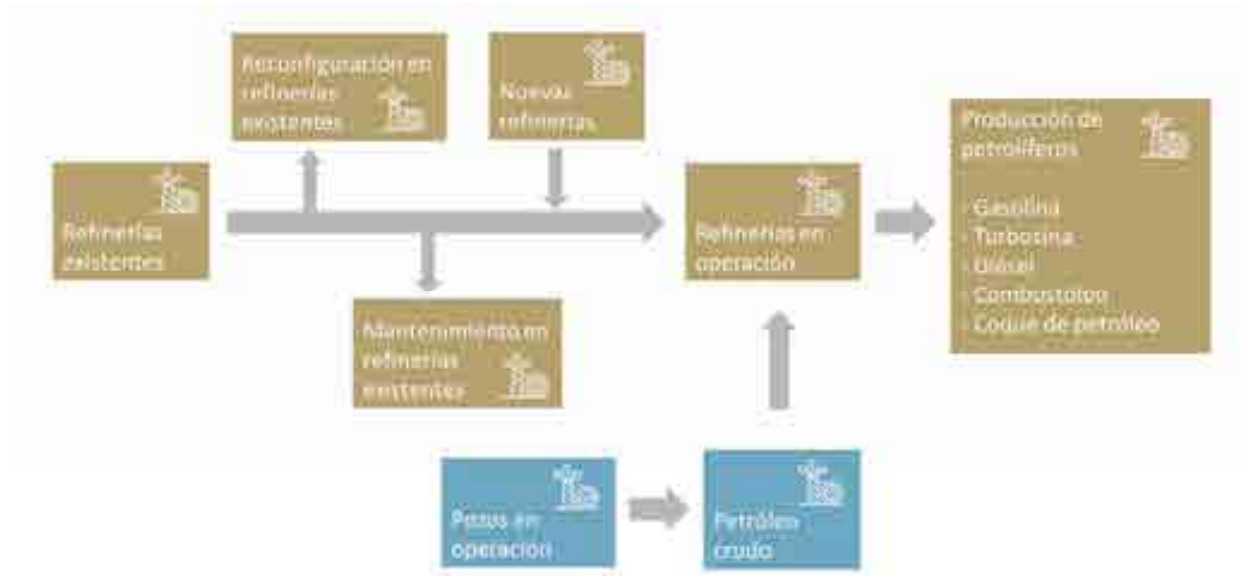 Reconfiguración en
refinerías
existentes
Nuevas
refinerías
Producción de
petrolíferos
- Gasolina
- Turbosina
- Diésel
- Combustóleo
- Coque de petróleo
Refinerías
existentes
Refinerías en
operación
Mantenimiento en
refinerías
existentes
Pozos en
operación
Petróleo
crudo